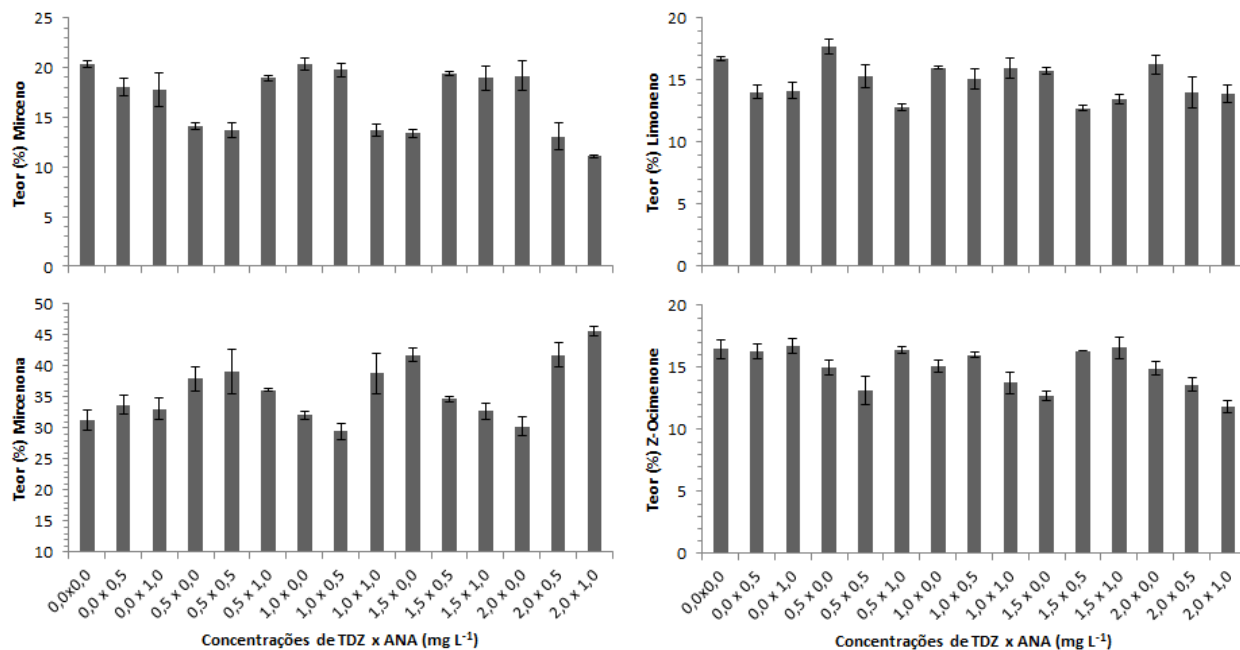 Teor (%) Mirceno
25
20
15
10
5
0
Teor (%) Limoneno
20
15
10
5
0
Teor (%) Mircenona
50
45
40
35
30
25
20
15
10
0,0x0,0
0,0 x 0,5
0,0 x 1,0
0,5 x 0,0
0,5 x 0,5
0,5 x 1,0
1,0 x 0,0
1,0 x 0,5
1,0 x 1,0
1,5 x 0,0
1,5 x 0,5
1,5 x 1,0
2,0 x 0,0
2,0 x 0,5
2,0 x 1,0
Concentrações de TDZ x ANA (mg L⁻¹)
Teor (%) Z-Ocimenone
20
15
10
5
0
0,0x0,0
0,0 x 0,5
0,0 x 1,0
0,5 x 0,0
0,5 x 0,5
0,5 x 1,0
1,0 x 0,0
1,0 x 0,5
1,0 x 1,0
1,5 x 0,0
1,5 x 0,5
1,5 x 1,0
2,0 x 0,0
2,0 x 0,5
2,0 x 1,0
Concentrações de TDZ x ANA (mg L⁻¹)